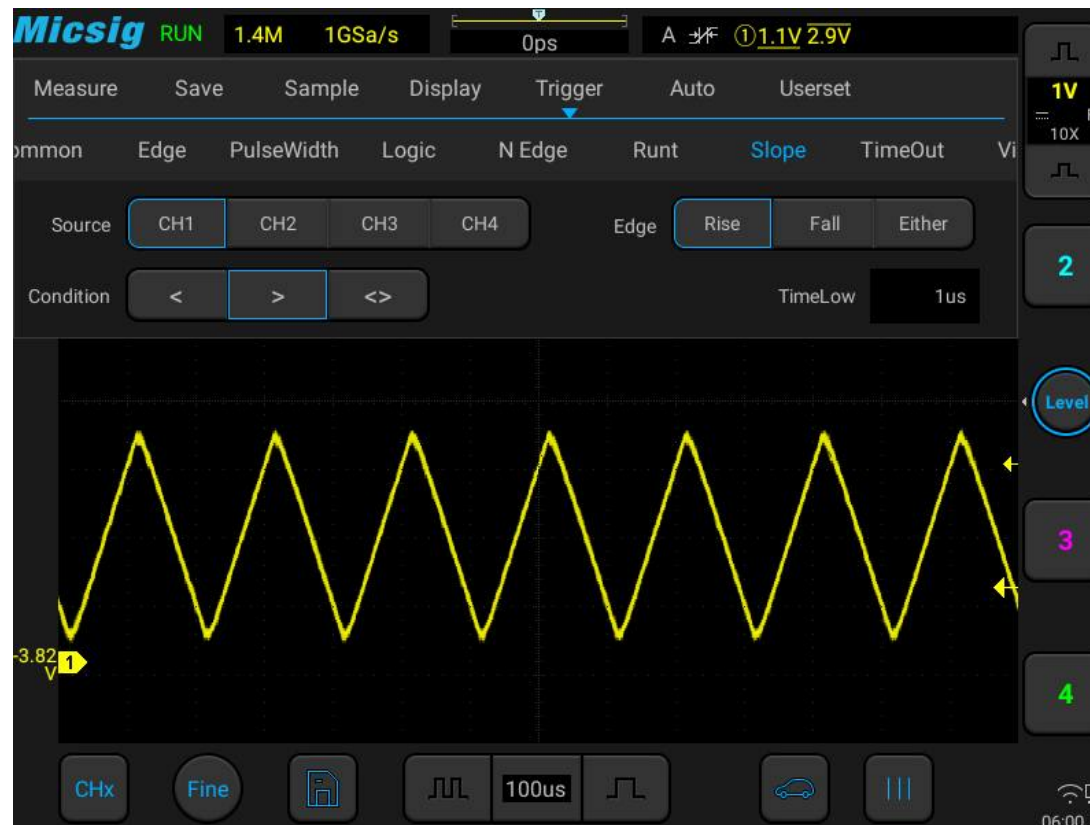 Micsig RUN 1.4M 1GSa/s T 0ps A ①1.1V 2.9V
Measure Save Sample Display Trigger Auto Userset
1V
10X
ommon Edge PulseWidth Logic N Edge Runt Slope TimeOut Vi
Source CH1 CH2 CH3 CH4 Edge Rise Fall Either
2
Condition < > <> TimeLow 1us
Level
3
-3.82
V 1
4
CHx Fine 100us
06:00